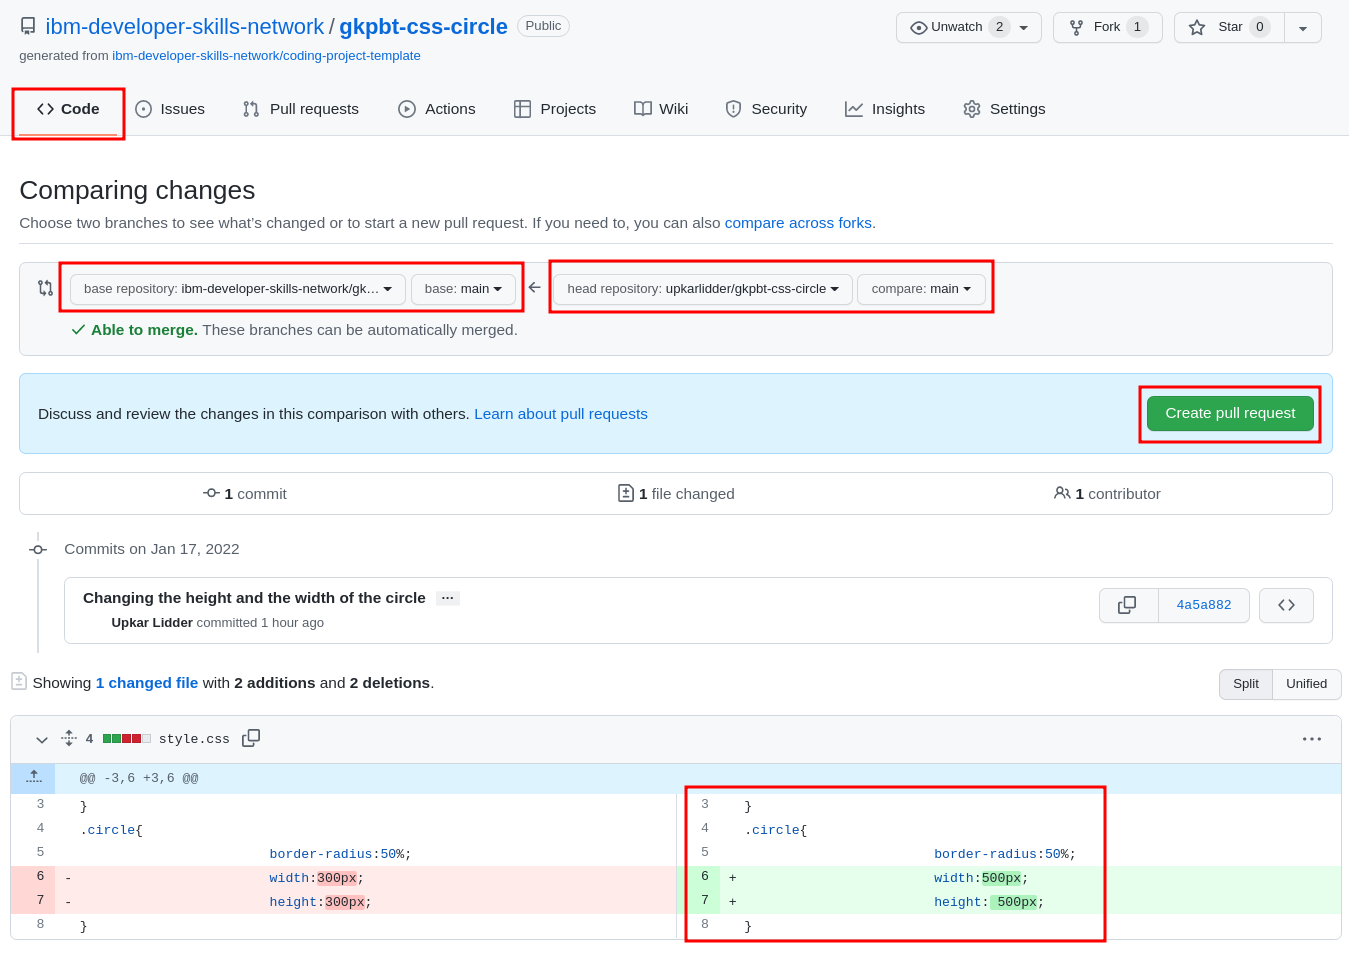 ibm-developer-skills-network / gkpbt-css-circle Public Unwatch 2 Fork 1 Star 0
generated from ibm-developer-skills-network/coding-project-template
Code Issues Pull requests Actions Projects Wiki Security Insights Settings
Comparing changes
Choose two branches to see what's changed or to start a new pull request. If you need to, you can also compare across forks.
base repository: ibm-developer-skills-network/gk... base: main ← head repository: upkarlidder/gkpbt-css-circle compare: main
Able to merge. These branches can be automatically merged.
Discuss and review the changes in this comparison with others. Learn about pull requests Create pull request
1 commit 1 file changed 1 contributor
Commits on Jan 17, 2022
Changing the height and the width of the circle ...
Upkar Lidder committed 1 hour ago 4a5a882
Showing 1 changed file with 2 additions and 2 deletions. Split Unified
4 style.css ...
@@ -3,6 +3,6 @@
3 } 3 }
4 .circle{ 4 .circle{
5 border-radius:50%; 5 border-radius:50%;
6 - width:300px; 6 + width:500px;
7 - height:300px; 7 + height: 500px;
8 } 8 }